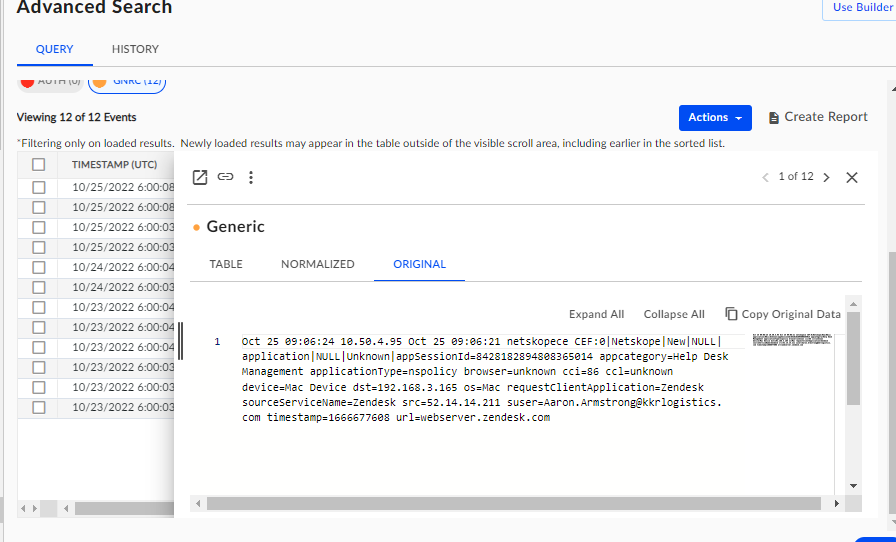 Advanced Search
Use Builder
QUERY
HISTORY
AUTH (0)
GNRC (12)
Viewing 12 of 12 Events
Actions
Create Report
*Filtering only on loaded results. Newly loaded results may appear in the table outside of the visible scroll area, including earlier in the sorted list.
TIMESTAMP (UTC)
10/25/2022 6:00:08
10/25/2022 6:00:08
10/25/2022 6:00:03
10/25/2022 6:00:03
10/24/2022 6:00:04
10/24/2022 6:00:03
10/23/2022 6:00:04
10/23/2022 6:00:04
10/23/2022 6:00:04
10/23/2022 6:00:03
10/23/2022 6:00:03
10/23/2022 6:00:03
1 of 12
Generic
TABLE
NORMALIZED
ORIGINAL
Expand All
Collapse All
Copy Original Data
1
Oct 25 09:06:24 10.50.4.95 Oct 25 09:06:21 netskopece CEF:0|Netskope|New|NULL|
application|NULL|Unknown|appSessionId=8428182894808365014 appcategory=Help Desk
Management applicationType=nspolicy browser=unknown cci=86 ccl=unknown
device=Mac Device dst=192.168.3.165 os=Mac requestClientApplication=Zendesk
sourceServiceName=Zendesk src=52.14.14.211 suser=Aaron.Armstrong@kkrlogistics.
com timestamp=1666677608 url=webserver.zendesk.com